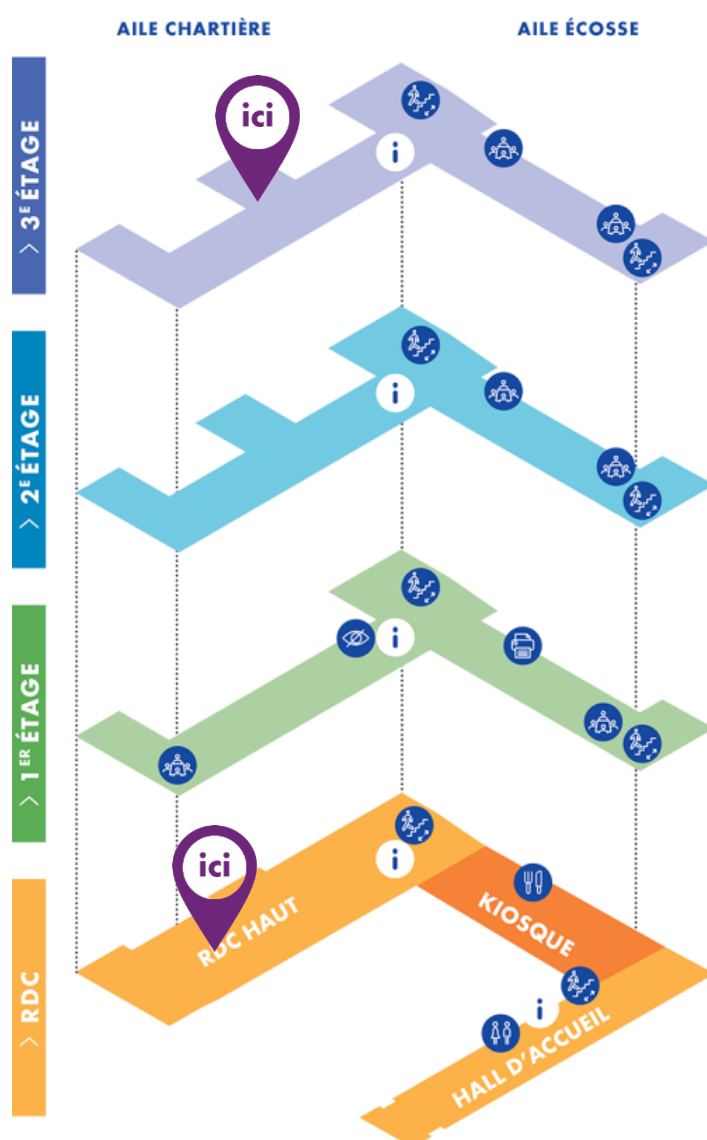 AILE CHARTIÈRE
AILE ÉCOSSE
> 3E ÉTAGE
ici
i
> 2E ÉTAGE
i
> 1ER ÉTAGE
i
> RDC
ici
i
RDC HAUT
KIOSQUE
i
HALL D'ACCUEIL